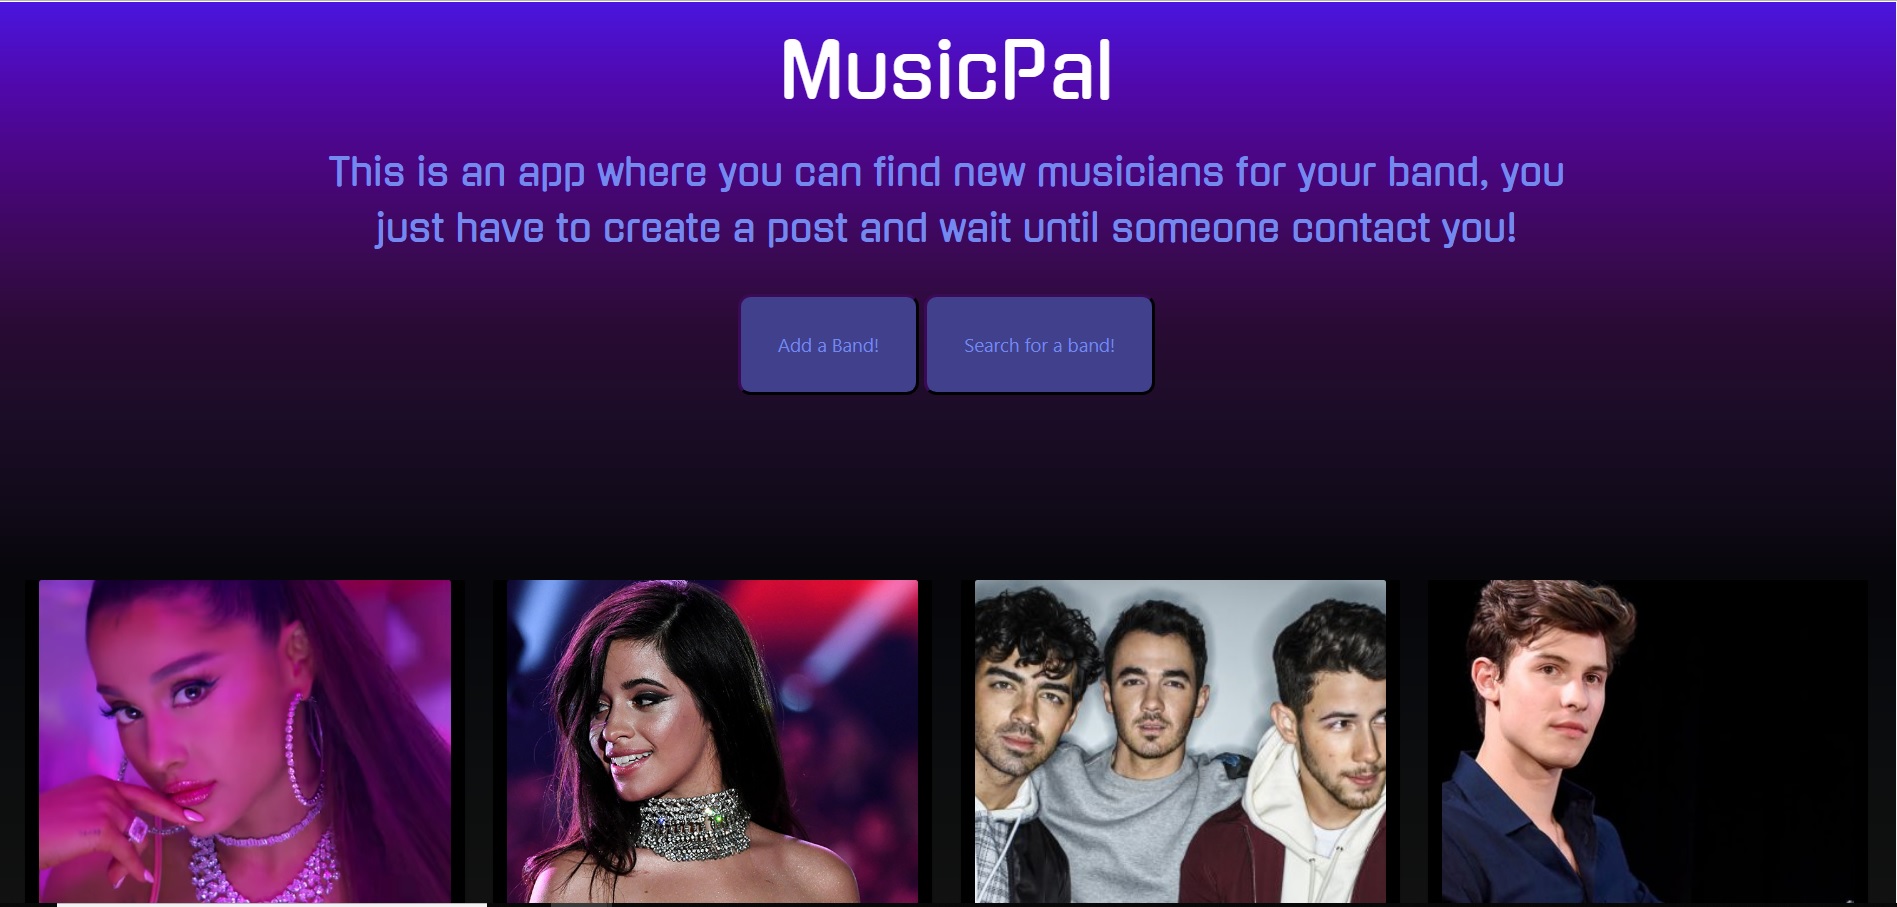 MusicPal
This is an app where you can find new musicians for your band, you
just have to create a post and wait until someone contact you!
Add a Band!
Search for a band!